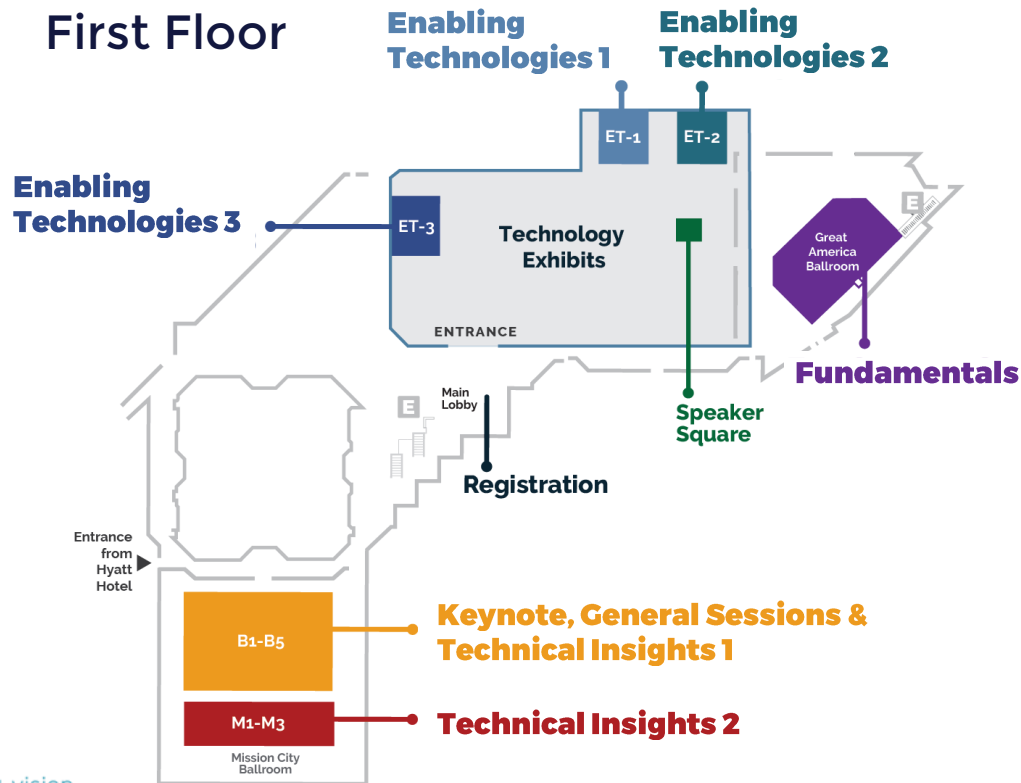 First Floor
Enabling
Technologies 1
Enabling
Technologies 2
ET-1
ET-2
Enabling
Technologies 3
ET-3
Technology
Exhibits
E
Great
America
Ballroom
ENTRANCE
Fundamentals
Main
Lobby
E
Speaker
Square
Registration
Entrance
from
Hyatt
Hotel
B1-B5
Keynote, General Sessions &
Technical Insights 1
M1-M3
Technical Insights 2
Mission City
Ballroom
vision